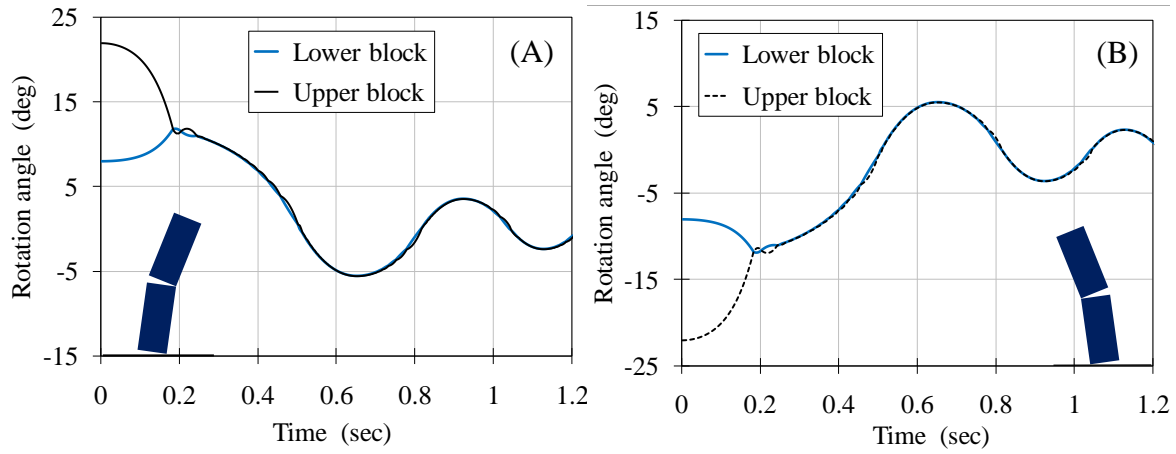 25
15
5
-5
-15
Rotation angle (deg)
Lower block
Upper block
(A)
0
0.2
0.4
0.6
0.8
1
1.2
Time (sec)
15
5
-5
-15
-25
Rotation angle (deg)
Lower block
Upper block
(B)
0
0.2
0.4
0.6
0.8
1
1.2
Time (sec)